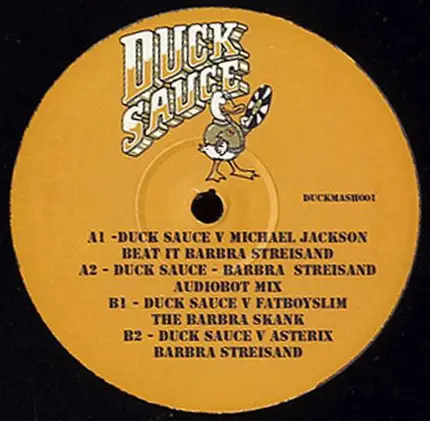 DUCK
SAUCE
DUCKMASH001
A1 -DUCK SAUCE V MICHAEL JACKSON
BEAT IT BARBRA STREISAND
A2 - DUCK SAUCE - BARBRA STREISAND
AUDIOBOT MIX
B1 - DUCK SAUCE V FATBOYSLIM
THE BARBRA SKANK
B2 - DUCK SAUCE V ASTERIX
BARBRA STREISAND